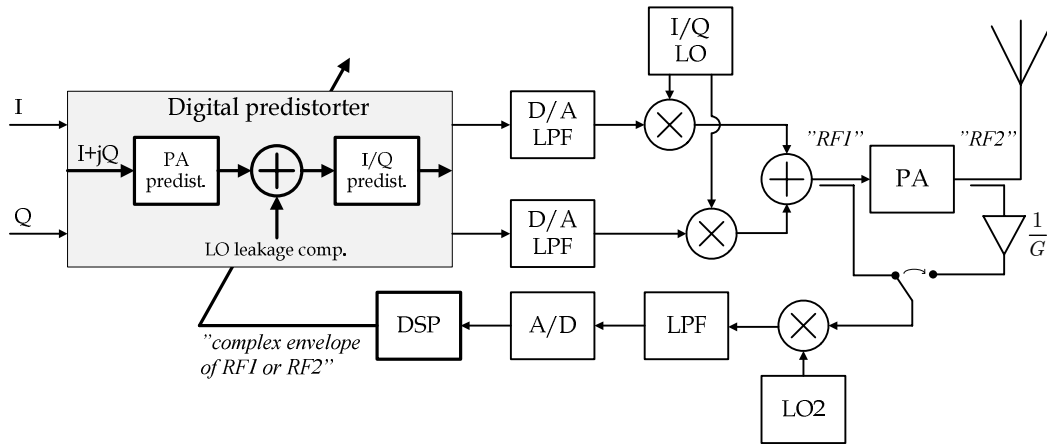 I/Q
LO
I
Digital predistorter
D/A
LPF
"RF1"
"RF2"
I+jQ
PA
predist.
I/Q
predist.
PA
Q
LO leakage comp.
D/A
LPF
1
G
DSP
A/D
LPF
"complex envelope
of RF1 or RF2"
LO2